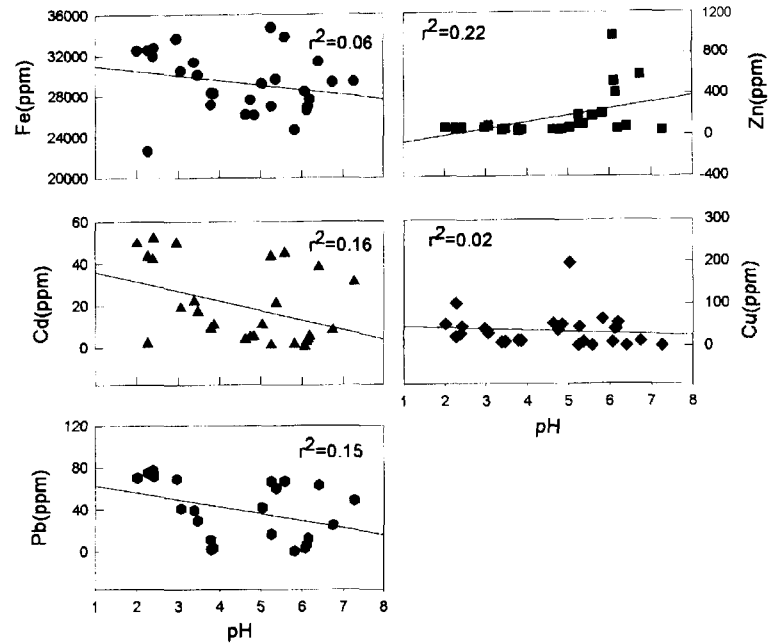 36000
32000
28000
24000
20000
Fe(ppm)
r²=0.06
r²=0.22
1200
800
400
0
-400
Zn(ppm)
60
40
20
0
Cd(ppm)
r²=0.16
r²=0.02
300
200
100
0
Cu(ppm)
1 2 3 4 5 6 7 8
pH
120
80
40
0
Pb(ppm)
r²=0.15
1 2 3 4 5 6 7 8
pH